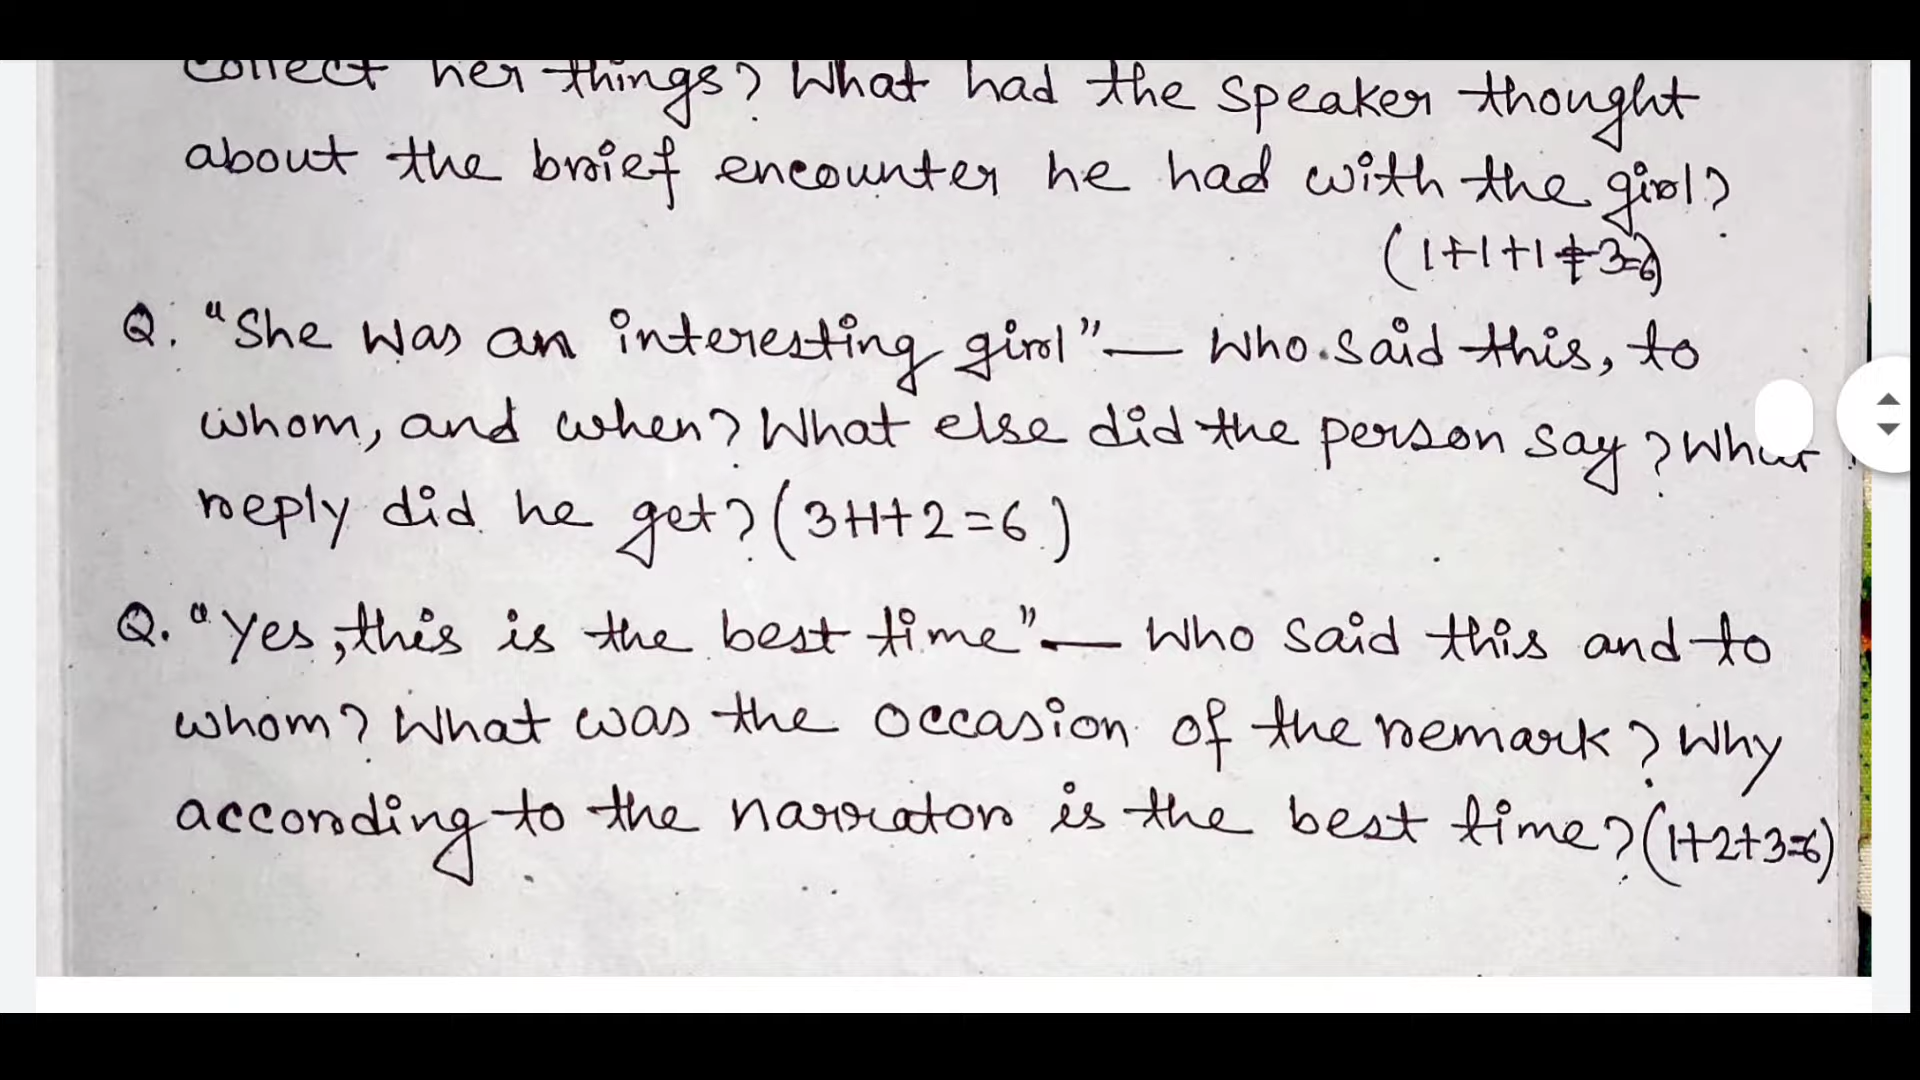 collect her things? What had the speaker thought
about the brief encounter he had with the girl?
(1+1+1+3=6)
Q. "She was an interesting girl" — Who said this, to
whom, and when? What else did the person say? What
reply did he get? (3+1+2=6)
Q. "Yes, this is the best time" — Who said this and to
whom? What was the occasion of the remark? Why
according to the narrator is the best time? (1+2+3=6)